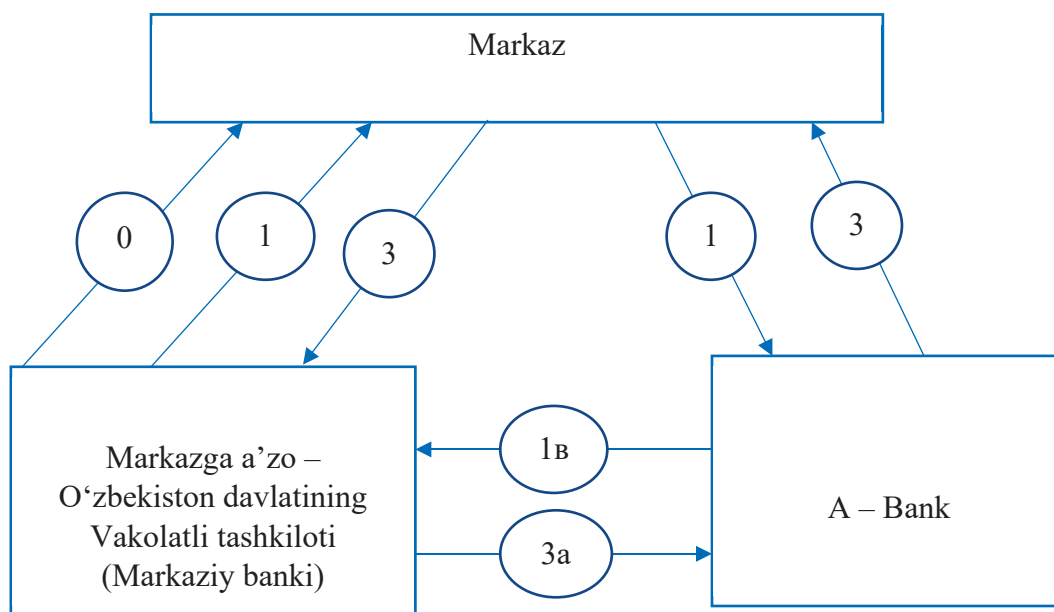 Markaz
0
1
3
1
3
Markazga a’zo –
O‘zbekiston davlatining
Vakolatli tashkiloti
(Markaziy banki)
1в
3a
A – Bank